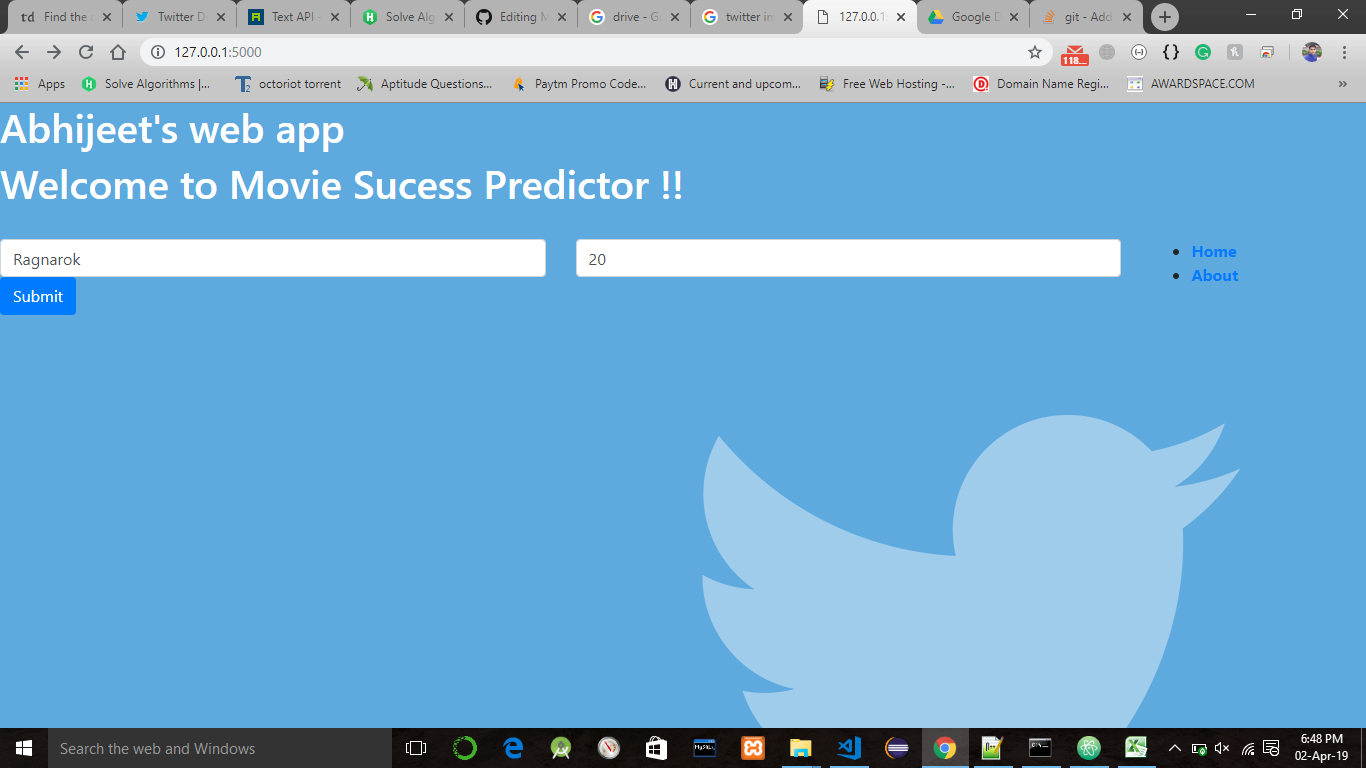 td Find the
Twitter D
Text API -
Solve Alg
Editing M
drive - G
twitter im
127.0.0.1:
Google D
git - Add
127.0.0.1:5000
118...
Apps
Solve Algorithms |...
octoriot torrent
Aptitude Questions...
Paytm Promo Code...
Current and upcom...
Free Web Hosting -...
Domain Name Regi...
AWARDSPACE.COM
»
Abhijeet's web app
Welcome to Movie Sucess Predictor !!
Ragnarok
20
Home
About
Submit
Search the web and Windows
MySQL
6:48 PM
02-Apr-19